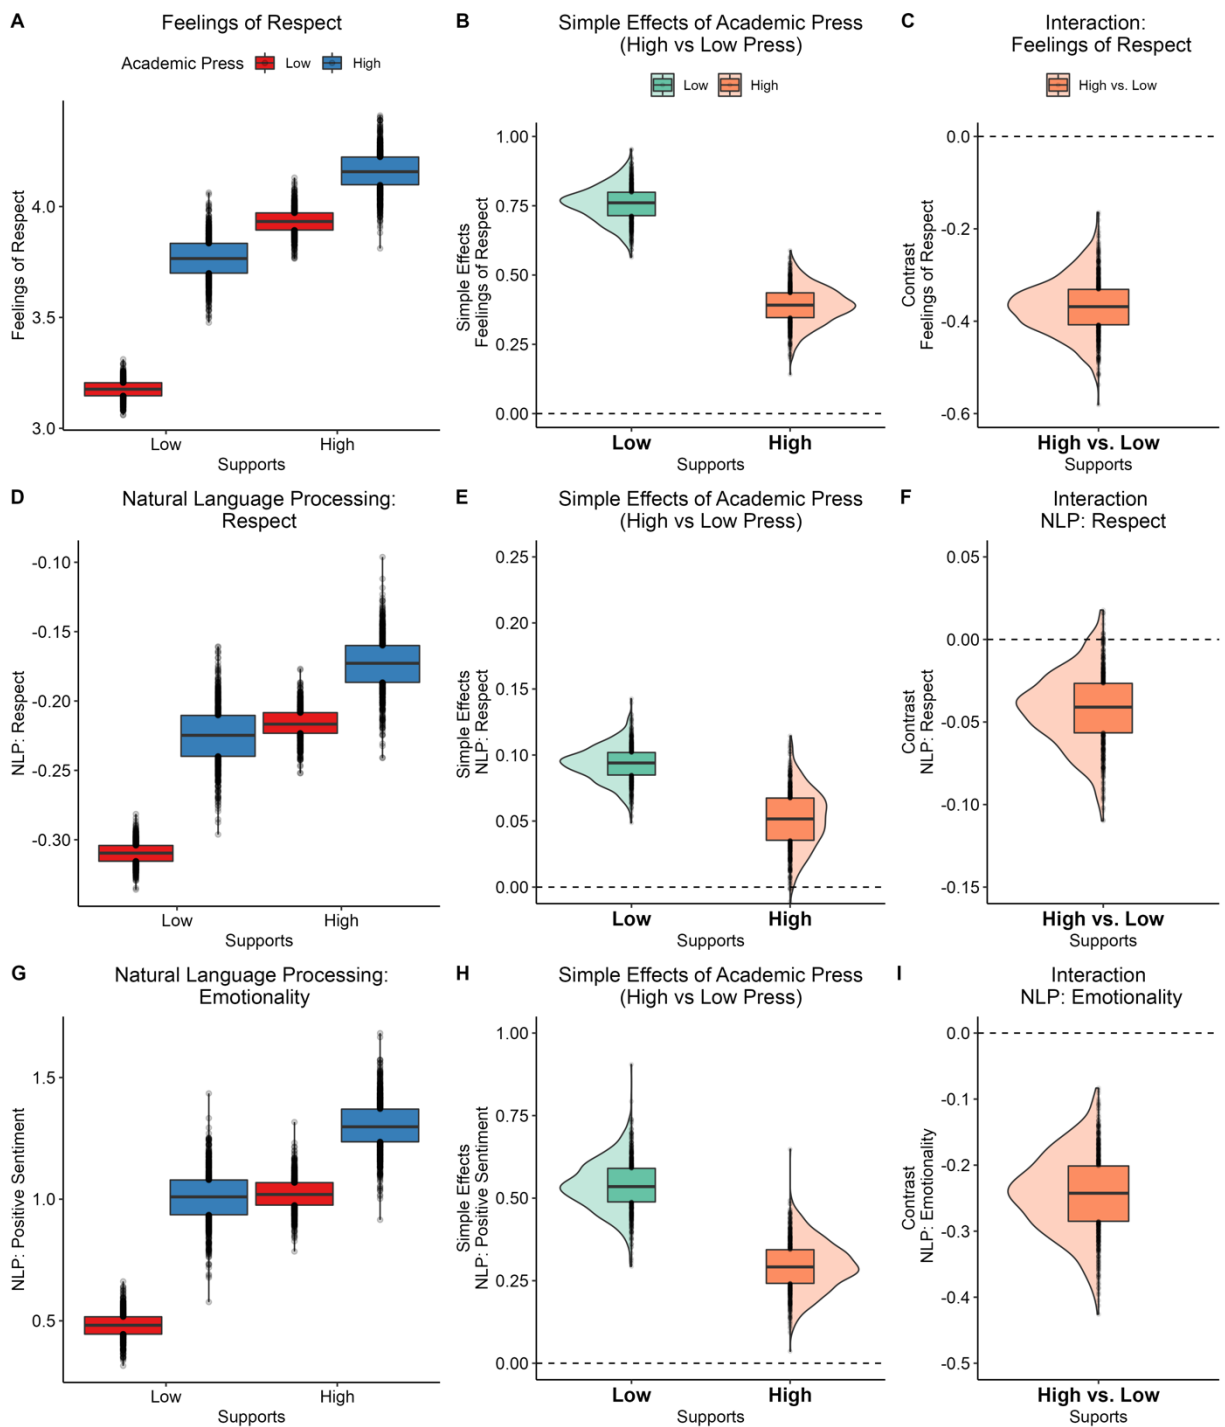 A
Feelings of Respect
Academic Press
Low
High
Feelings of Respect
4.0
3.5
3.0
Low
High
Supports
B
Simple Effects of Academic Press
(High vs Low Press)
Low
High
Simple Effects
Feelings of Respect
1.00
0.75
0.50
0.25
0.00
Low
High
Supports
C
Interaction:
Feelings of Respect
High vs. Low
Contrast
Feelings of Respect
0.0
-0.2
-0.4
-0.6
High vs. Low
Supports
D
Natural Language Processing:
Respect
NLP: Respect
-0.10
-0.15
-0.20
-0.25
-0.30
Low
High
Supports
E
Simple Effects of Academic Press
(High vs Low Press)
Simple Effects
NLP: Respect
0.25
0.20
0.15
0.10
0.05
0.00
Low
High
Supports
F
Interaction
NLP: Respect
Contrast
NLP: Respect
0.05
0.00
-0.05
-0.10
-0.15
High vs. Low
Supports
G
Natural Language Processing:
Emotionality
NLP: Positive Sentiment
1.5
1.0
0.5
Low
High
Supports
H
Simple Effects of Academic Press
(High vs Low Press)
Simple Effects
NLP: Positive Sentiment
1.00
0.75
0.50
0.25
0.00
Low
High
Supports
I
Interaction
NLP: Emotionality
Contrast
NLP: Emotionality
0.0
-0.1
-0.2
-0.3
-0.4
-0.5
High vs. Low
Supports